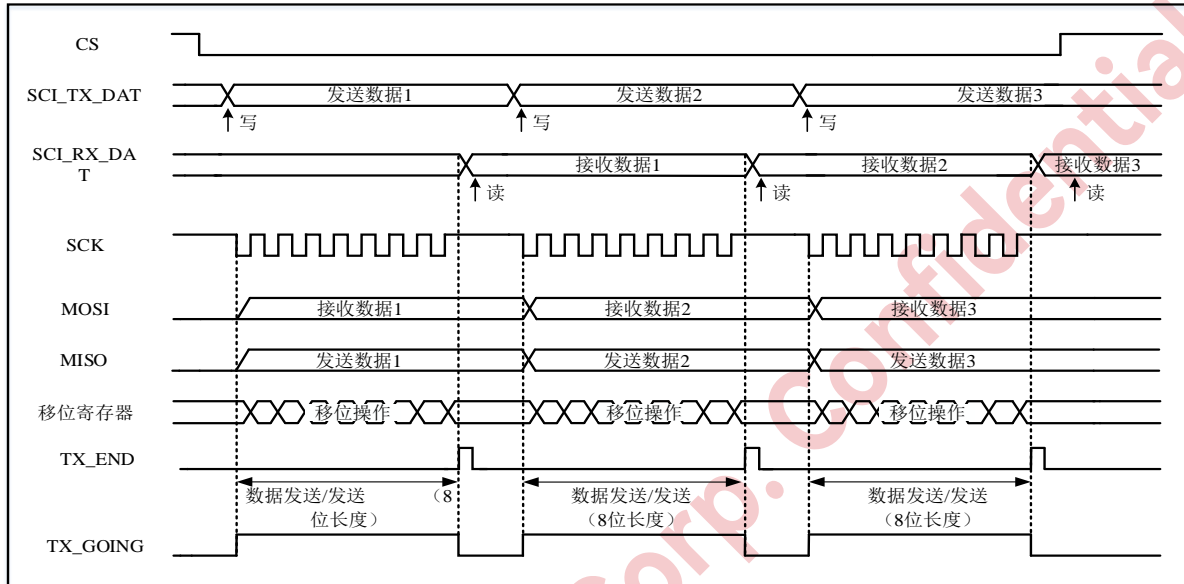 CS
SCI_TX_DAT
发送数据1
发送数据2
发送数据3
写
写
写
SCI_RX_DA
T
接收数据1
接收数据2
接收数据3
读
读
读
SCK
MOSI
接收数据1
接收数据2
接收数据3
MISO
发送数据1
发送数据2
发送数据3
移位寄存器
移位操作
移位操作
移位操作
TX_END
数据发送/发送 （8
位长度）
数据发送/发送
（8位长度）
数据发送/发送
（8位长度）
TX_GOING
Corp. Confidential